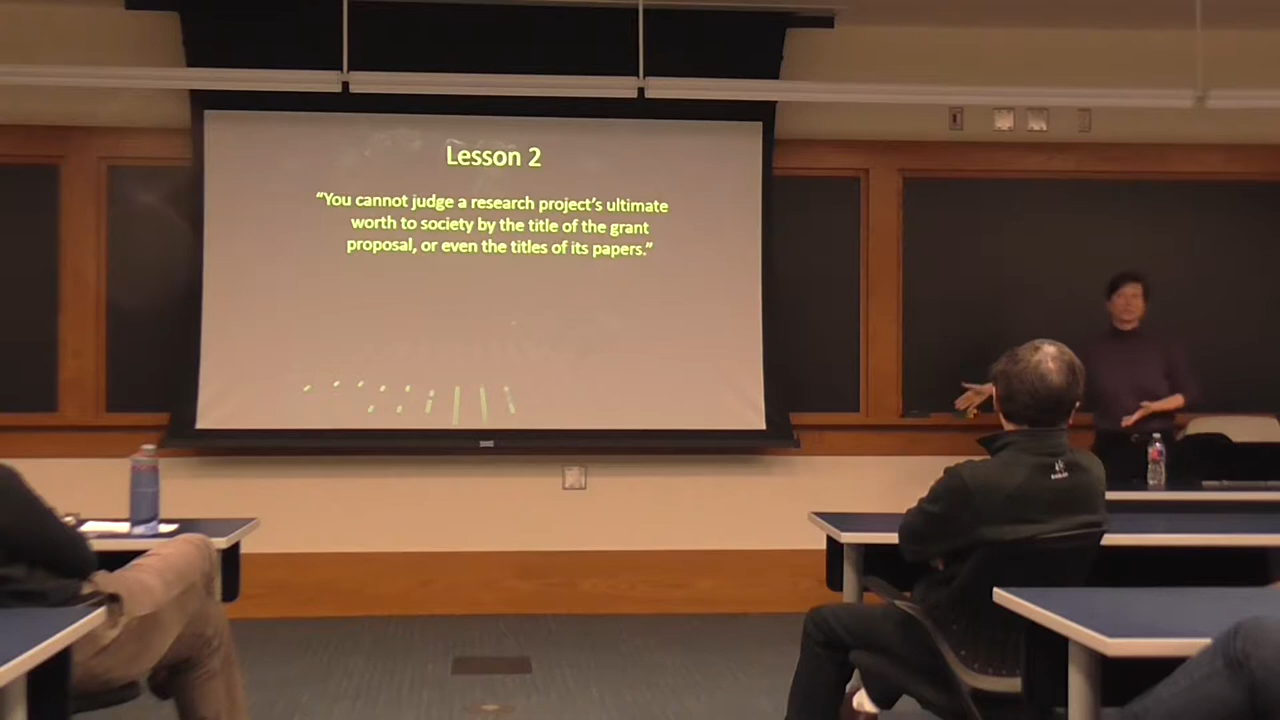 Lesson 2
“You cannot judge a research project’s ultimate
worth to society by the title of the grant
proposal, or even the titles of its papers.”